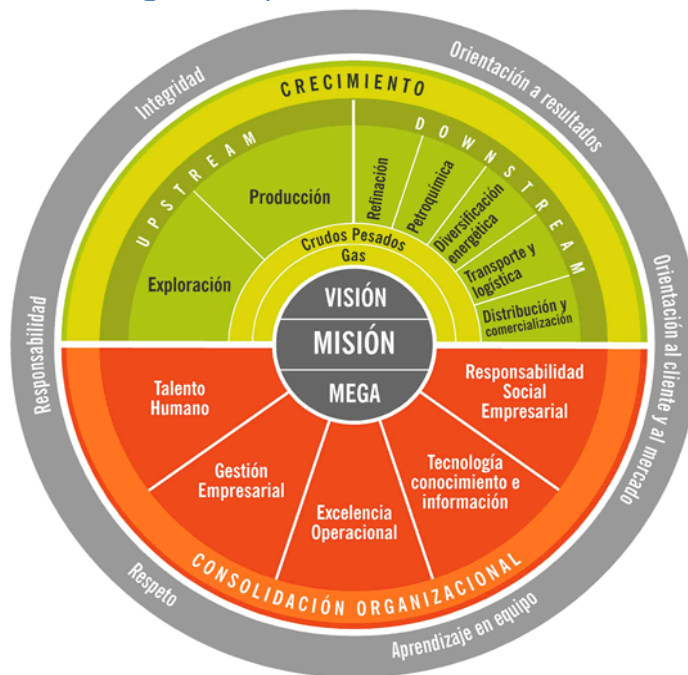 Integridad
Orientación a resultados
CRECIMIENTO
UPSTREAM
DOWNSTREAM
Exploración
Producción
Refinación
Petroquímica
Diversificación
energética
Transporte y
logística
Distribución y
comercialización
Crudos Pesados
Gas
VISIÓN
MISIÓN
MEGA
Responsabilidad
Orientación al cliente y al mercado
Talento
Humano
Gestión
Empresarial
Excelencia
Operacional
Tecnología
conocimiento e
información
Responsabilidad
Social
Empresarial
CONSOLIDACIÓN ORGANIZACIONAL
Respeto
Aprendizaje en equipo